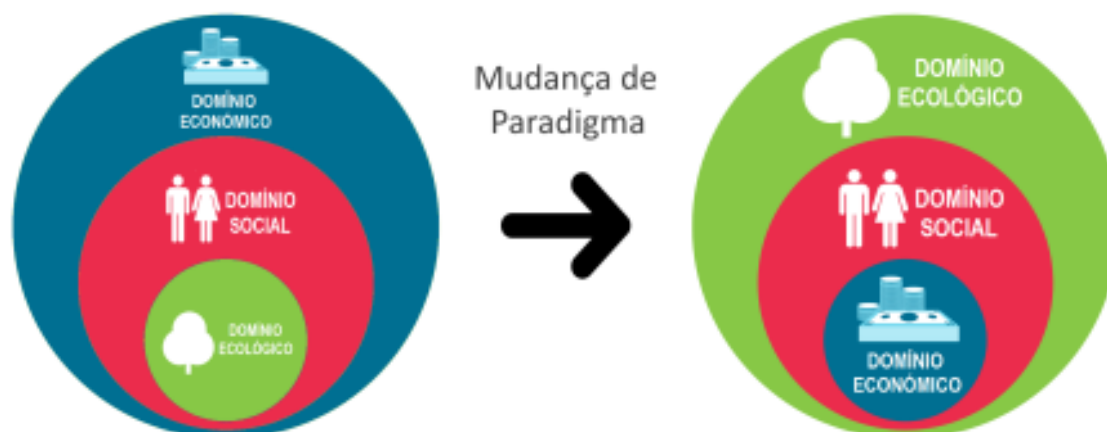 DOMÍNIO
ECONÓMICO
DOMÍNIO
SOCIAL
DOMÍNIO
ECOLÓGICO
Mudança de
Paradigma
DOMÍNIO
ECOLÓGICO
DOMÍNIO
SOCIAL
DOMÍNIO
ECONÓMICO